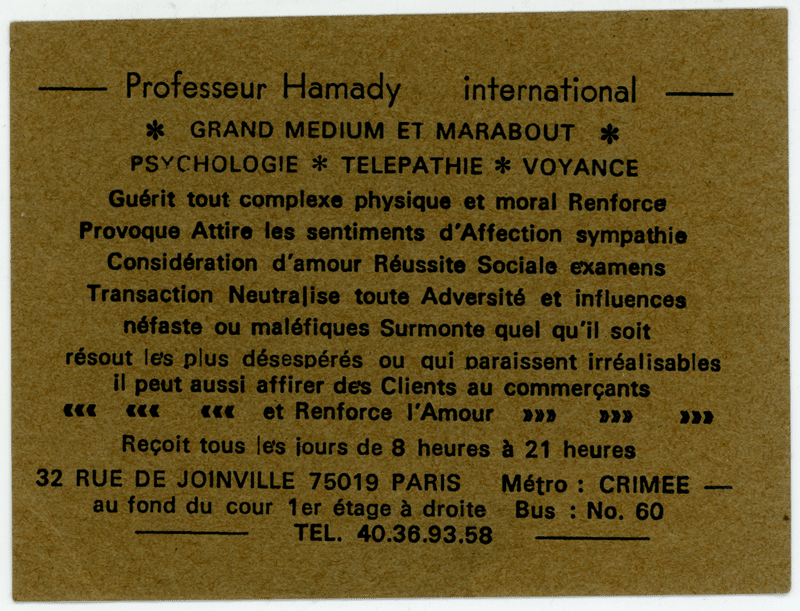 Professeur Hamady international
* GRAND MEDIUM ET MARABOUT *
PSYCHOLOGIE * TELEPATHIE * VOYANCE
Guérit tout complexe physique et moral Renforce
Provoque Attire les sentiments d'Affection sympathie
Considération d'amour Réussite Sociale examens
Transaction Neutralise toute Adversité et influences
néfaste ou maléfiques Surmonte quel qu'il soit
résout les plus désespérés ou qui paraissent irréalisables
il peut aussi affirer des Clients au commerçants
‹‹‹ ‹‹‹ ‹‹‹ et Renforce l'Amour ››› ››› ›››
Reçoit tous les jours de 8 heures à 21 heures
32 RUE DE JOINVILLE 75019 PARIS Métro : CRIMEE —
au fond du cour 1er étage à droite Bus : No. 60
TEL. 40.36.93.58